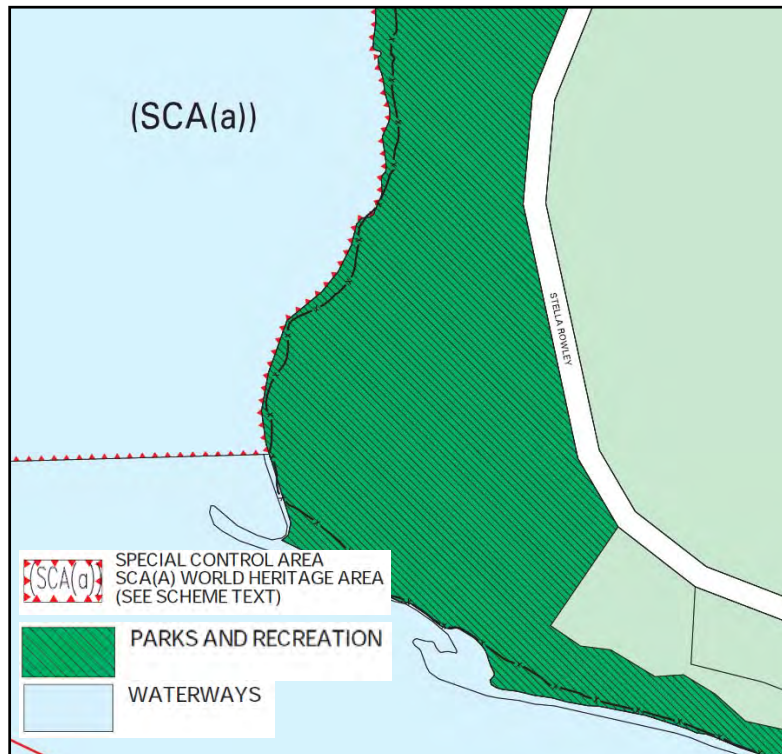 (SCA(a))
STELLA ROWLEY
(SCA(a))
SPECIAL CONTROL AREA
SCA(A) WORLD HERITAGE AREA
(SEE SCHEME TEXT)
PARKS AND RECREATION
WATERWAYS